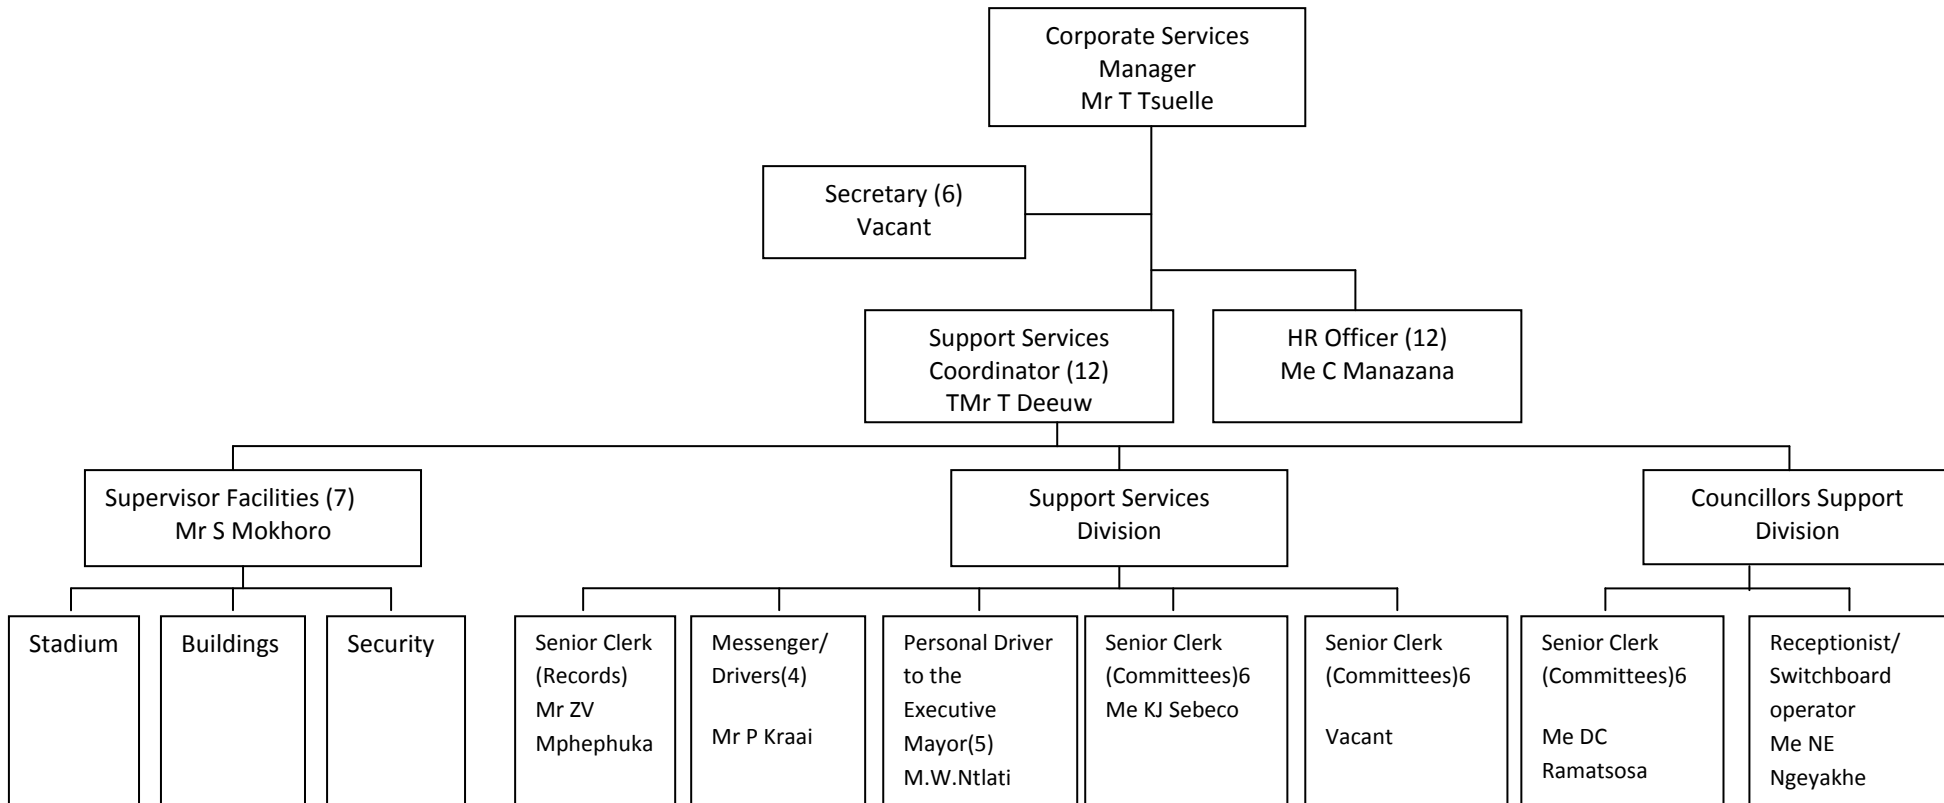 Corporate Services
Manager
Mr T Tsuelle
Secretary (6)
Vacant
Support Services
Coordinator (12)
TMr T Deeuw
HR Officer (12)
Me C Manazana
Supervisor Facilities (7)
Mr S Mokhoro
Support Services
Division
Councillors Support
Division
Stadium
Buildings
Security
Senior Clerk
(Records)
Mr ZV
Mphephuka
Messenger/
Drivers(4)
Mr P Kraai
Personal Driver
to the
Executive
Mayor(5)
M.W.Ntlati
Senior Clerk
(Committees)6
Me KJ Sebeco
Senior Clerk
(Committees)6
Vacant
Senior Clerk
(Committees)6
Me DC
Ramatsosa
Receptionist/
Switchboard
operator
Me NE
Ngeyakhe